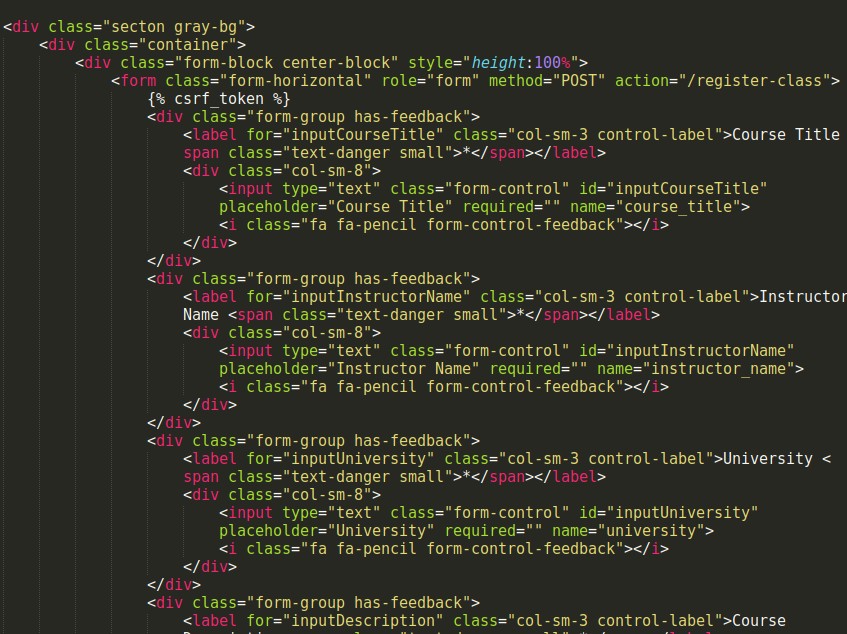 <div class="secton gray-bg">
<div class="container">
<div class="form-block center-block" style="height:100%">
<form class="form-horizontal" role="form" method="POST" action="/register-class">
{% csrf_token %}
<div class="form-group has-feedback">
<label for="inputCourseTitle" class="col-sm-3 control-label">Course Title
span class="text-danger small">*</span></label>
<div class="col-sm-8">
<input type="text" class="form-control" id="inputCourseTitle"
placeholder="Course Title" required="" name="course_title">
<i class="fa fa-pencil form-control-feedback"></i>
</div>
</div>
<div class="form-group has-feedback">
<label for="inputInstructorName" class="col-sm-3 control-label">Instructor
Name <span class="text-danger small">*</span></label>
<div class="col-sm-8">
<input type="text" class="form-control" id="inputInstructorName"
placeholder="Instructor Name" required="" name="instructor_name">
<i class="fa fa-pencil form-control-feedback"></i>
</div>
</div>
<div class="form-group has-feedback">
<label for="inputUniversity" class="col-sm-3 control-label">University <
span class="text-danger small">*</span></label>
<div class="col-sm-8">
<input type="text" class="form-control" id="inputUniversity"
placeholder="University" required="" name="university">
<i class="fa fa-pencil form-control-feedback"></i>
</div>
</div>
<div class="form-group has-feedback">
<label for="inputDescription" class="col-sm-3 control-label">Course